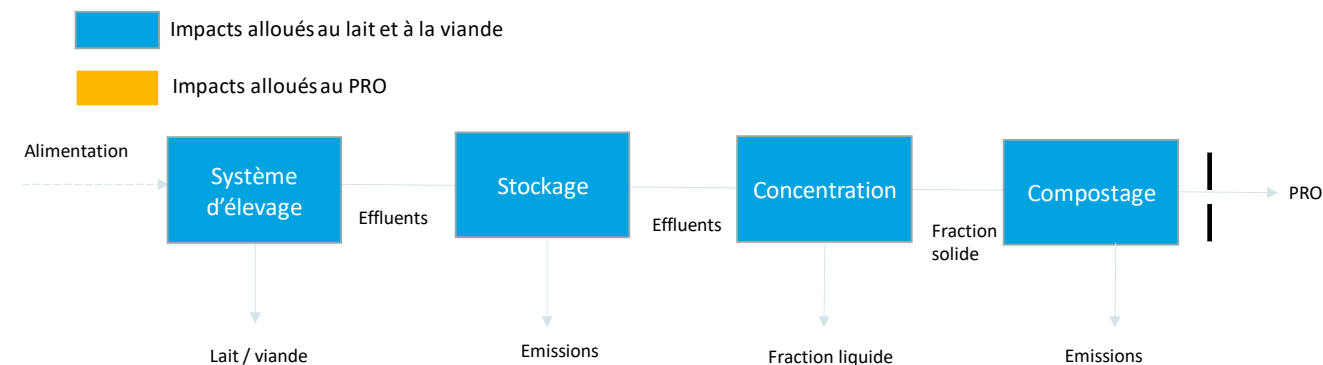 Impacts alloués au lait et à la viande
Impacts alloués au PRO
Alimentation
Système
d'élevage
Effluents
Stockage
Effluents
Concentration
Fraction
solide
Compostage
PRO
Lait / viande
Emissions
Fraction liquide
Emissions